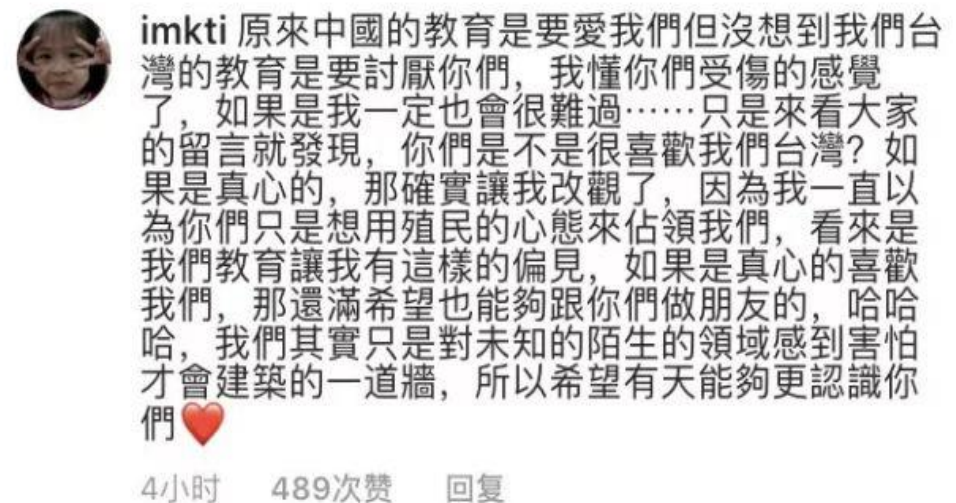 imkti 原來中國的教育是要愛我們但沒想到我們台
灣的教育是要討厭你們，我懂你們受傷的感覺
了，如果是我一定也會很難過⋯⋯只是來看大家
的留言就發現，你們是不是很喜歡我們台灣？如
果是真心的，那確實讓我改觀了，因為我一直以
為你們只是想用殖民的心態來佔領我們，看來是
我們教育讓我有這樣的偏見，如果是真心的喜歡
我們，那還滿希望也能夠跟你們做朋友的，哈哈
哈，我們其實只是對未知的陌生的領域感到害怕
才會建築的一道牆，所以希望有天能夠更認識你
們❤️
4小时 489次赞 回复